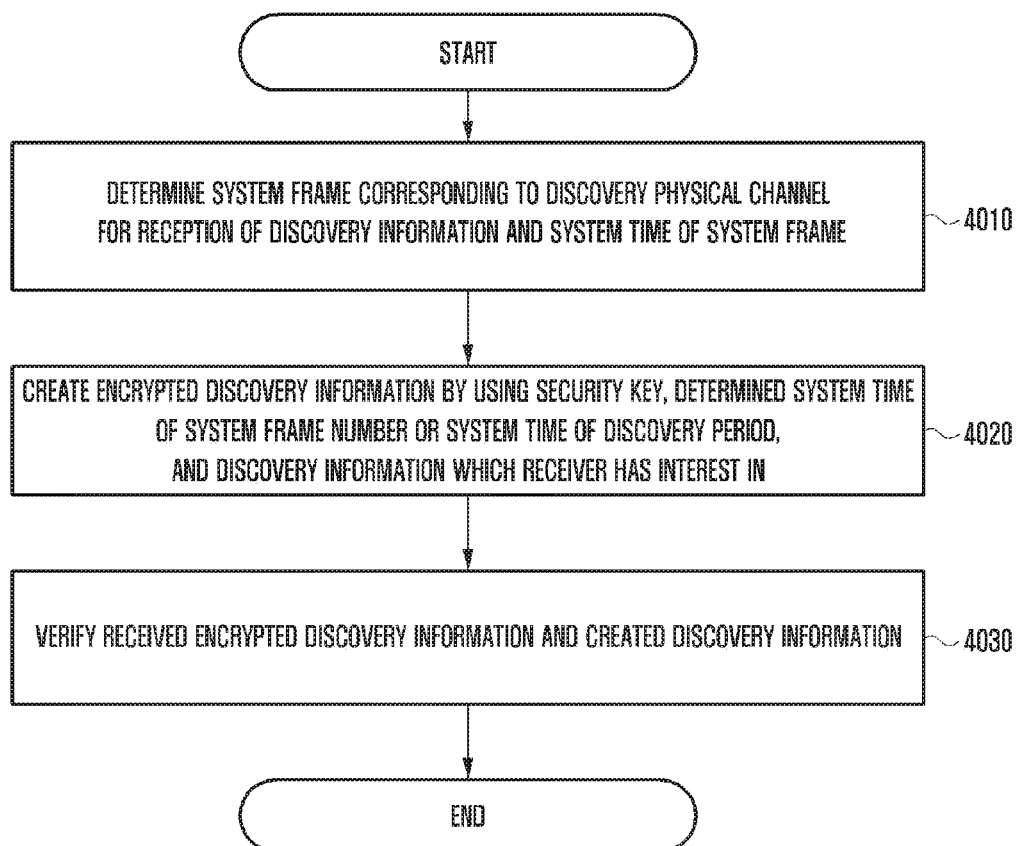 START
DETERMINE SYSTEM FRAME CORRESPONDING TO DISCOVERY PHYSICAL CHANNEL
FOR RECEPTION OF DISCOVERY INFORMATION AND SYSTEM TIME OF SYSTEM FRAME
4010
CREATE ENCRYPTED DISCOVERY INFORMATION BY USING SECURITY KEY, DETERMINED SYSTEM TIME
OF SYSTEM FRAME NUMBER OR SYSTEM TIME OF DISCOVERY PERIOD,
AND DISCOVERY INFORMATION WHICH RECEIVER HAS INTEREST IN
4020
VERIFY RECEIVED ENCRYPTED DISCOVERY INFORMATION AND CREATED DISCOVERY INFORMATION
4030
END